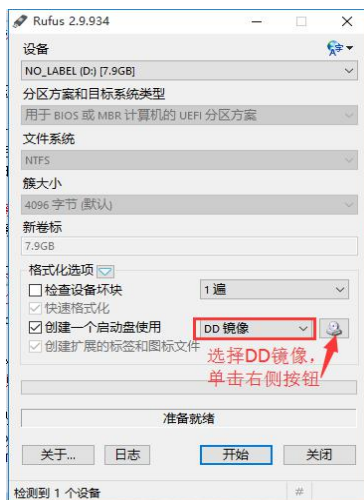 Rufus 2.9.934
设备
NO_LABEL (D:) [7.9GB]
分区方案和目标系统类型
用于 BIOS 或 MBR 计算机的 UEFI 分区方案
文件系统
NTFS
簇大小
4096 字节 (默认)
新卷标
7.9GB
格式化选项
检查设备坏块
1 遍
快速格式化
创建一个启动盘使用
DD 镜像
创建扩展的标签和图标文件
选择DD镜像,
单击右侧按钮
准备就绪
关于...
日志
开始
关闭
检测到 1 个设备
#